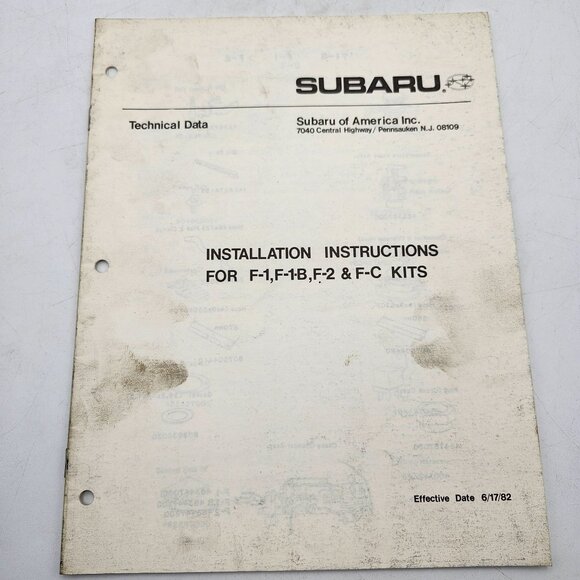 SUBARU®
Technical Data
Subaru of America Inc.
7040 Central Highway/ Pennsauken N.J. 08109
INSTALLATION INSTRUCTIONS
FOR F-1,F-1-B,F-2 & F-C KITS
Effective Date 6/17/82